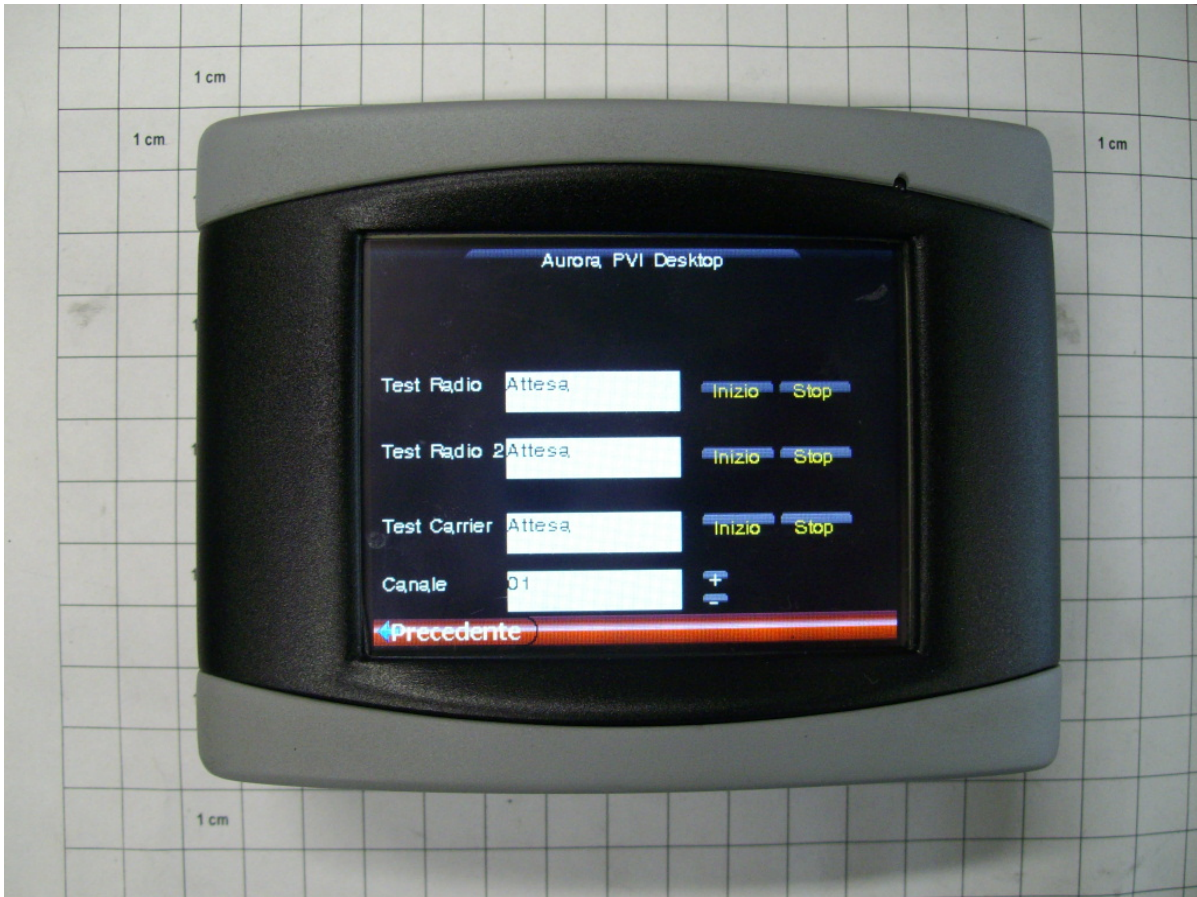 1 cm
1 cm
1 cm
Aurora PVI Desktop
Test Radio Attesa Inizio Stop
Test Radio 2 Attesa Inizio Stop
Test Carrier Attesa Inizio Stop
Canale 01 + -
Precedente
1 cm